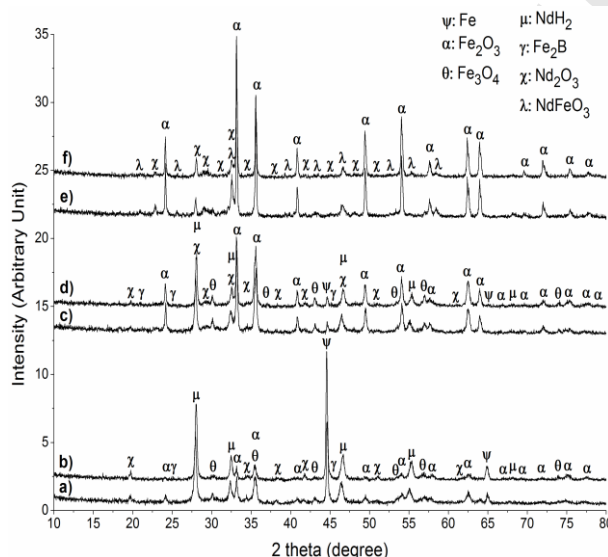 ψ: Fe
α: Fe₂O₃
θ: Fe₃O₄
μ: NdH₂
γ: Fe₂B
χ: Nd₂O₃
λ: NdFeO₃
Intensity (Arbitrary Unit)
35
30
25
20
15
10
5
0
α
α
α α α α
χ χ
α α α
f) λ χ λ χ χ χ λ χ λ χ λ χ λ χ χ λ λ α α α α
e)
μ α α
μ μ
α α α α
d) χ γ χ χ θ χ χ θ χ α χ θ ψ γ χ χ μ θ α χ ψ α μ α α θ α α
c)
ψ
μ
α
μ α θ μ μ ψ
b) χ α γ θ χ χ α χ θ γ α χ θ α θ α χ α α μ α α θ α α
a)
10 15 20 25 30 35 40 45 50 55 60 65 70 75 80
2 theta (degree)